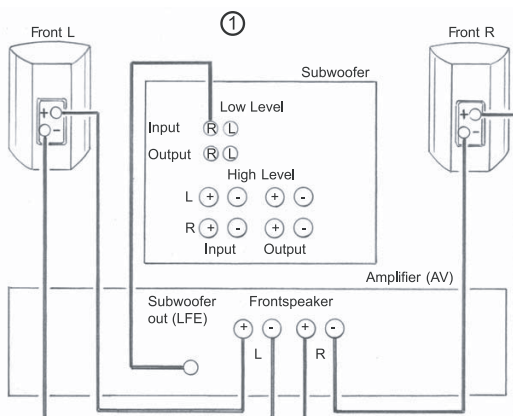 1
Front L
Front R
+
-
+
-
Subwoofer
Low Level
Input R L
Output R L
High Level
L + - + -
R + - + -
Input Output
Amplifier (AV)
Subwoofer Frontspeaker
out (LFE)
+ - + -
L R